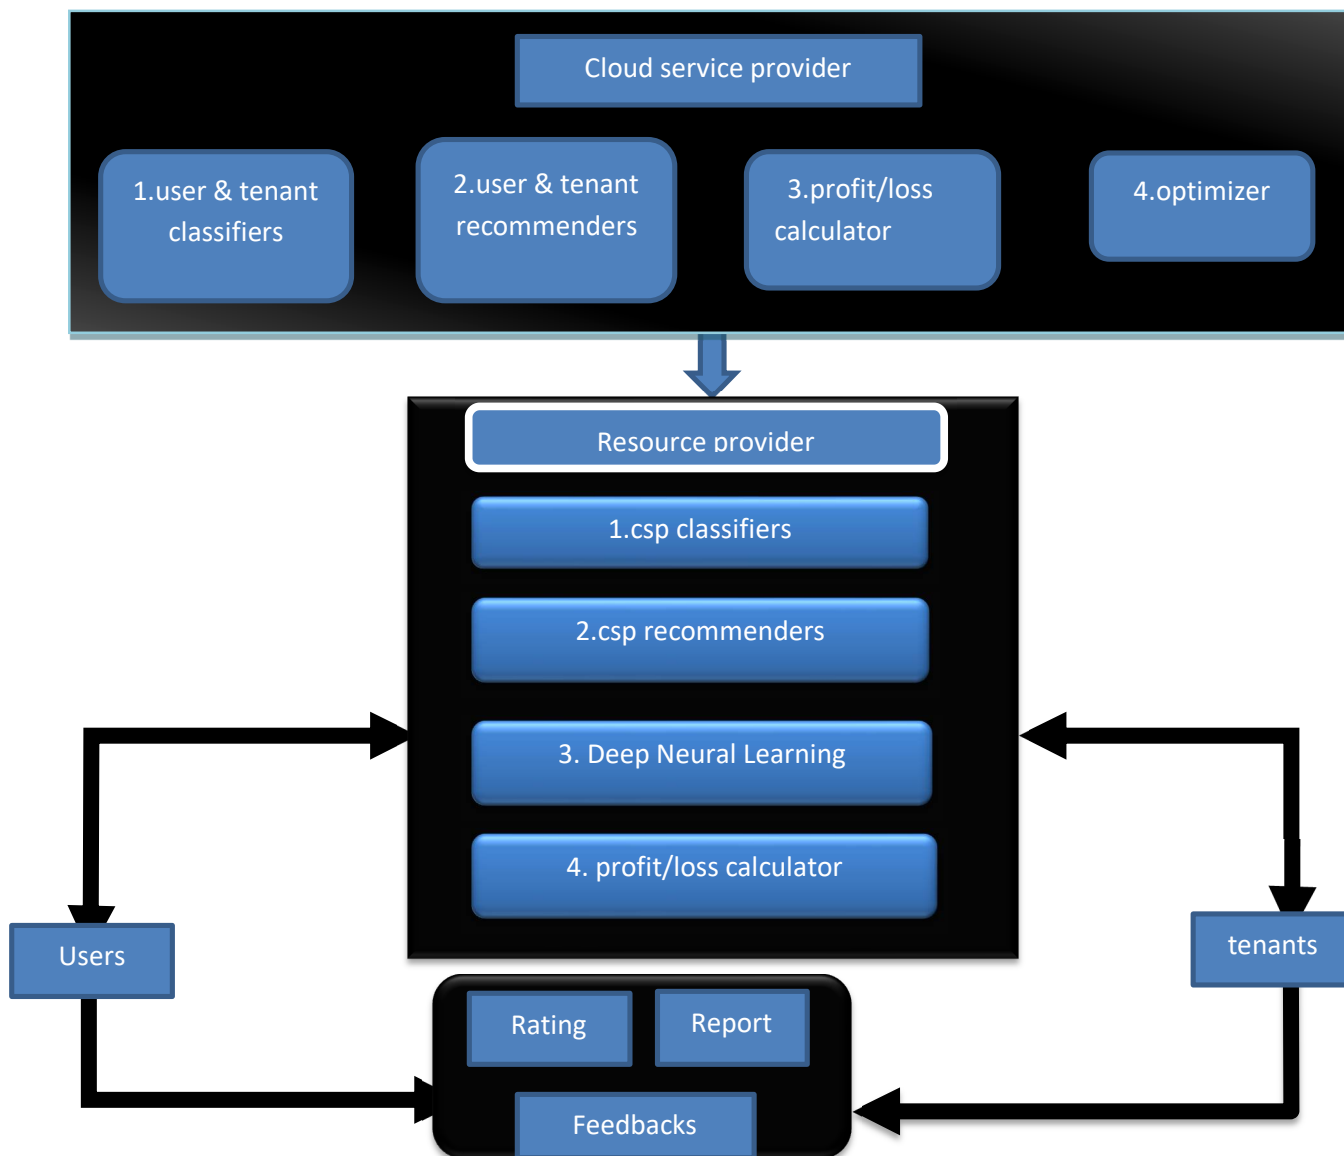 Cloud service provider
1.user & tenant
classifiers
2.user & tenant
recommenders
3.profit/loss
calculator
4.optimizer
Resource provider
1.csp classifiers
2.csp recommenders
3. Deep Neural Learning
4. profit/loss calculator
Users
tenants
Rating
Report
Feedbacks